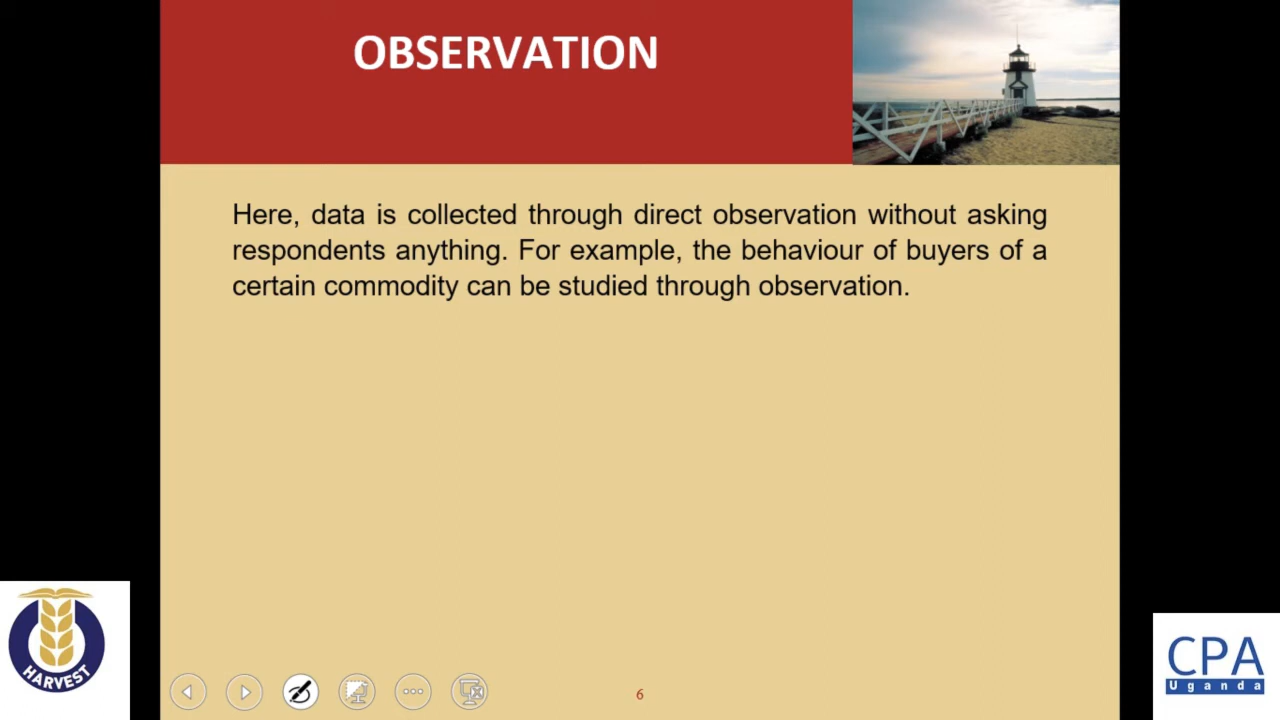 OBSERVATION
Here, data is collected through direct observation without asking
respondents anything. For example, the behaviour of buyers of a
certain commodity can be studied through observation.
HARVEST
6
CPA
Uganda